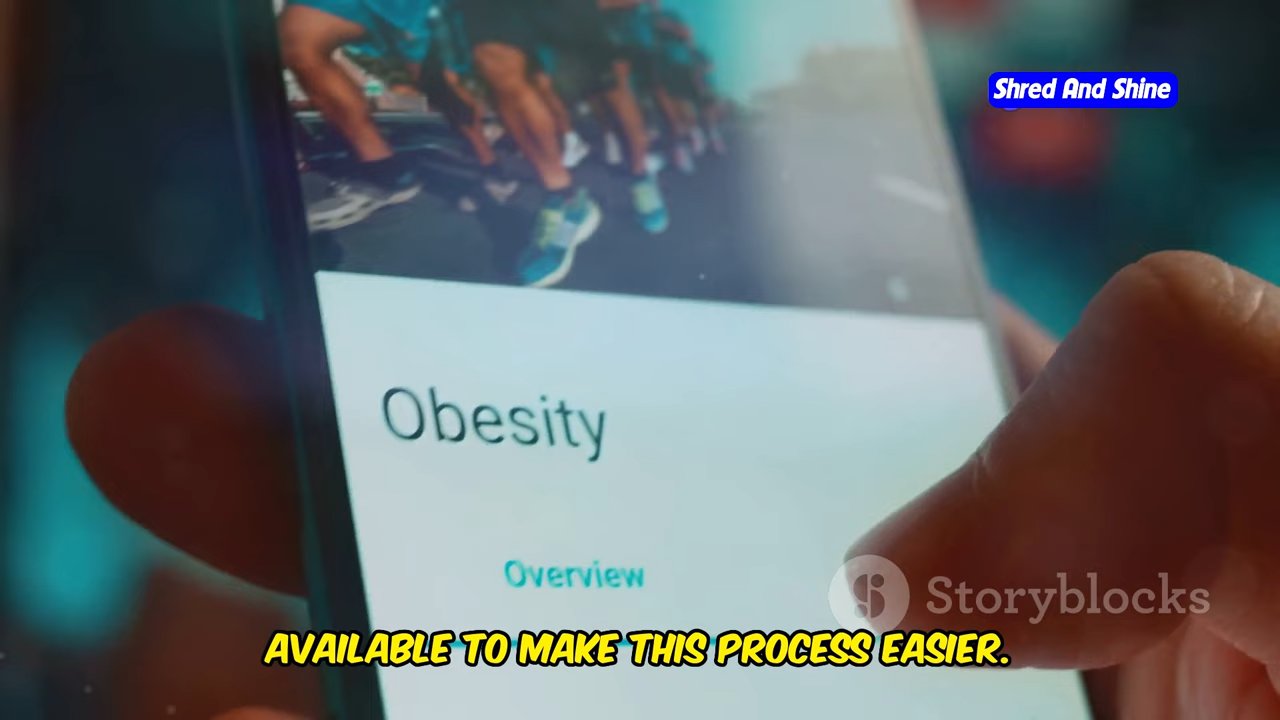 Shred And Shine
Obesity
Overview
Storyblocks
AVAILABLE TO MAKE THIS PROCESS EASIER.